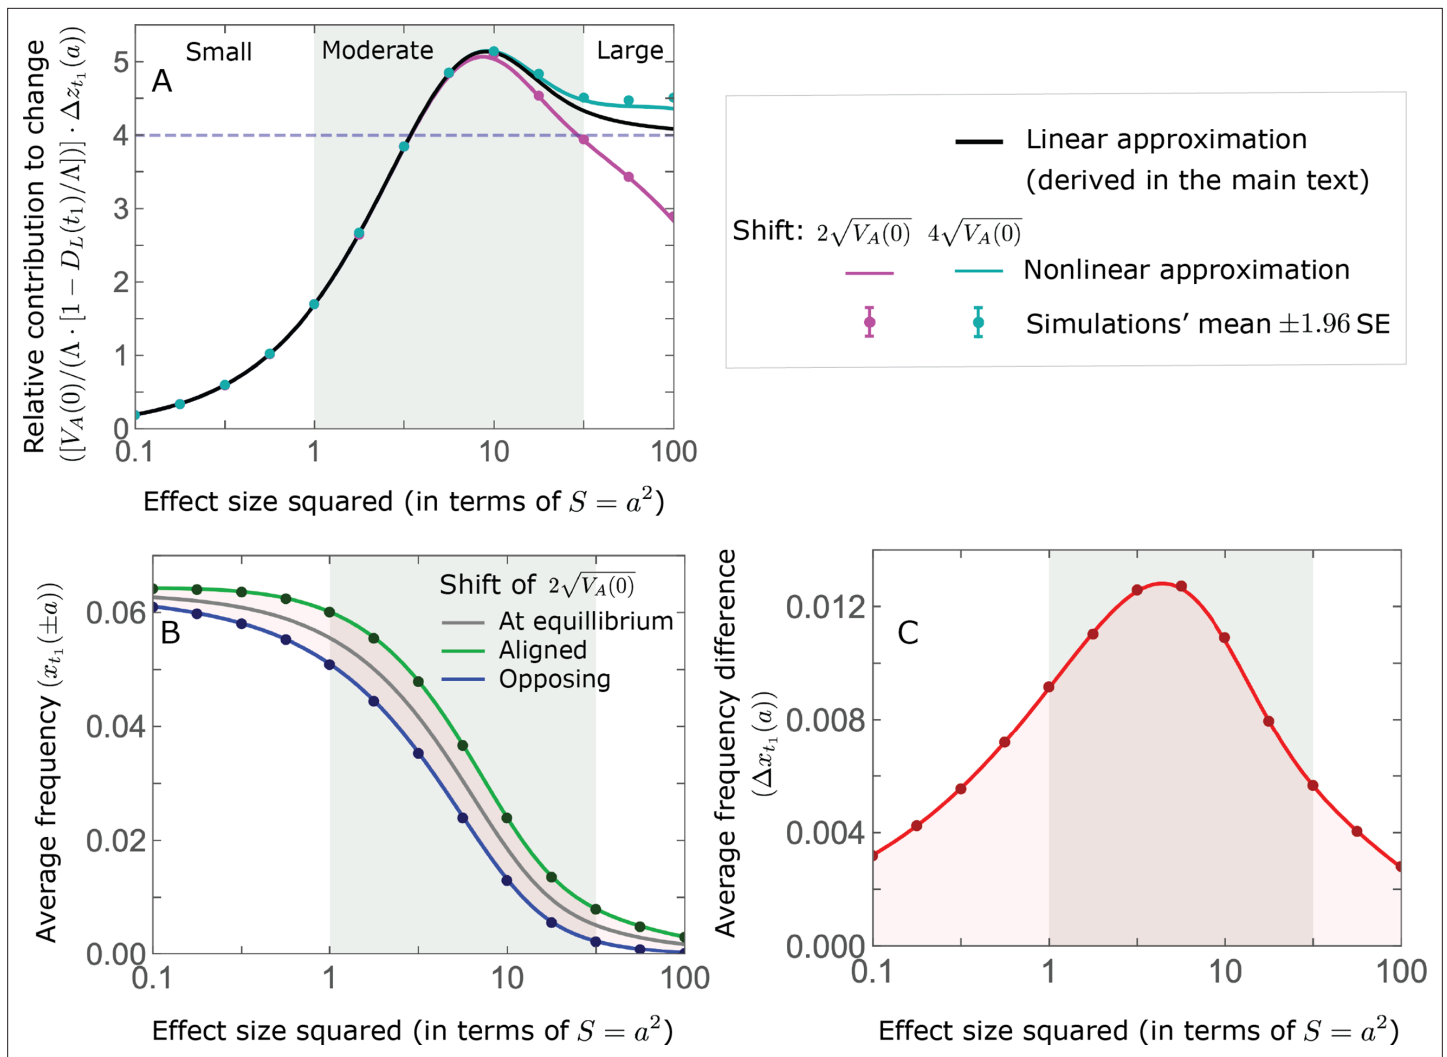 Relative contribution to change
([V_A(0)/(Λ · [1 − D_L(t_1)/Λ])] · Δz_{t_1}(a))
A
Small
Moderate
Large
5
4
3
2
1
0
0.1
1
10
100
Effect size squared (in terms of S = a²)
Linear approximation
(derived in the main text)
Shift: 2√V_A(0) 4√V_A(0)
Nonlinear approximation
Simulations’ mean ±1.96 SE
Average frequency (x_{t_1}(±a))
B
Shift of 2√V_A(0)
At equillibrium
Aligned
Opposing
0.06
0.04
0.02
0.00
0.1
1
10
100
Effect size squared (in terms of S = a²)
Average frequency difference
(Δx_{t_1}(a))
C
0.012
0.008
0.004
0.000
0.1
1
10
100
Effect size squared (in terms of S = a²)